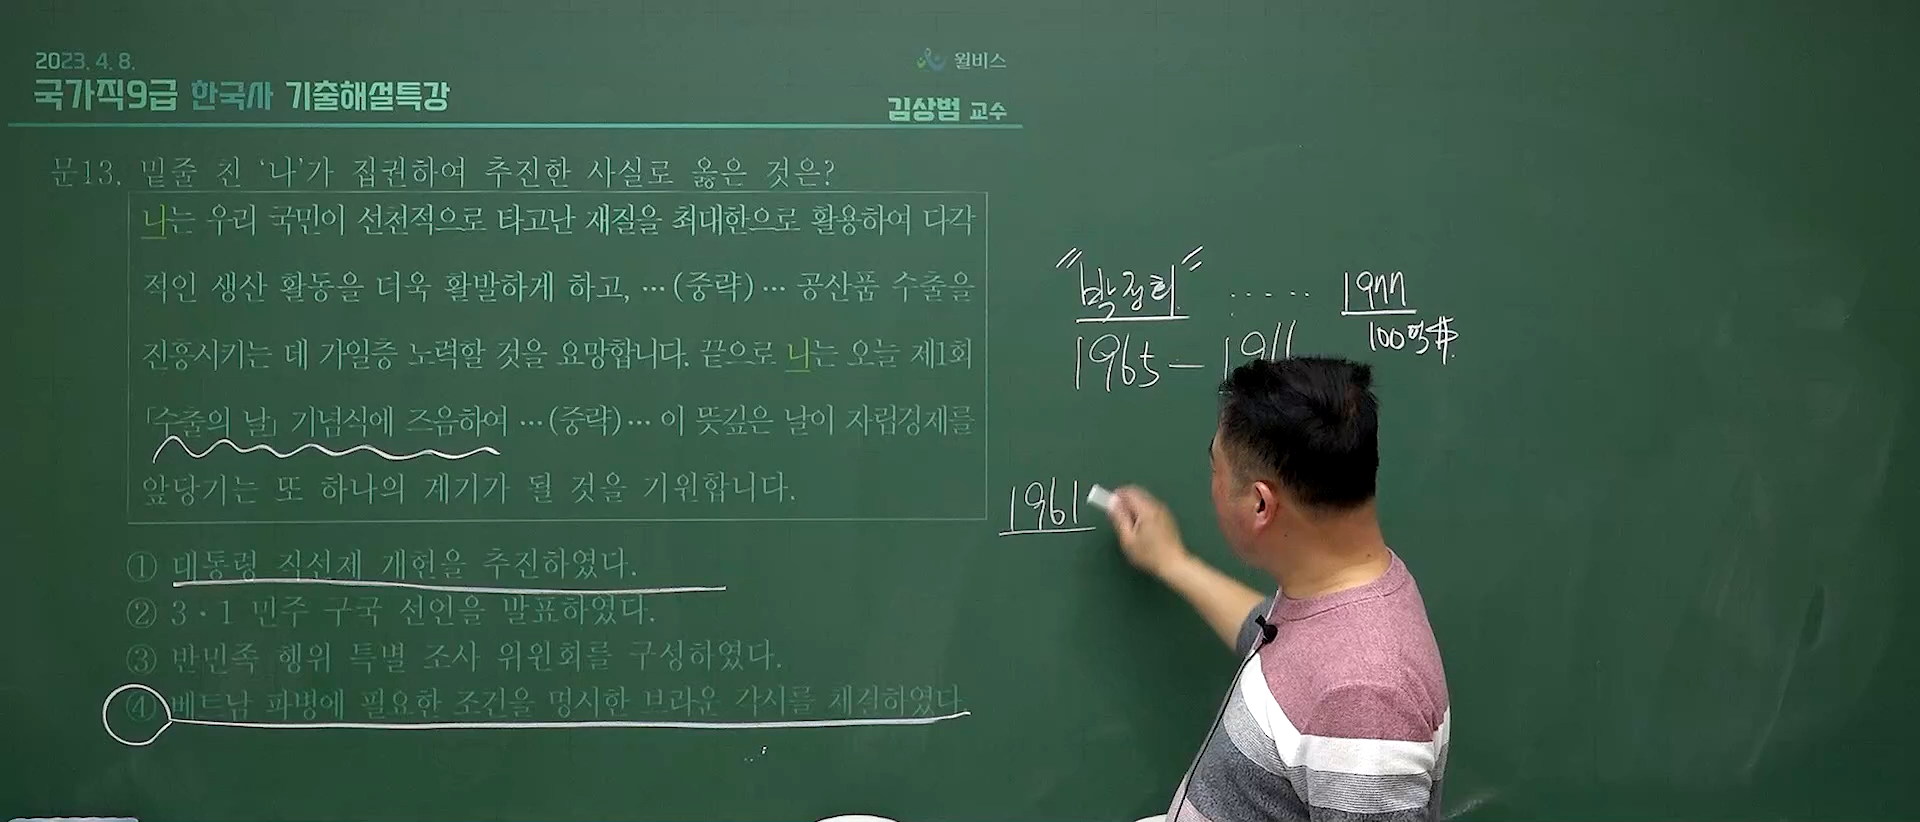 2023. 4. 8.
국가직9급 한국사 기출해설특강
윌비스
김상범 교수
문13. 밑줄 친 ‘나’가 집권하여 추진한 사실로 옳은 것은?
나는 우리 국민이 선천적으로 타고난 재질을 최대한으로 활용하여 다각
적인 생산 활동을 더욱 활발하게 하고, …(중략)… 공산품 수출을
진흥시키는 데 가일층 노력할 것을 요망합니다. 끝으로 나는 오늘 제1회
「수출의 날」 기념식에 즈음하여 …(중략)… 이 뜻깊은 날이 자립경제를
앞당기는 또 하나의 계기가 될 것을 기원합니다.
① 대통령 직선제 개헌을 추진하였다.
② 3·1 민주 구국 선언을 발표하였다.
③ 반민족 행위 특별 조사 위원회를 구성하였다.
④ 베트남 파병에 필요한 조건을 명시한 브라운 각서를 체결하였다.
"박정희" ...... 1977
100억$.
1965 -
1961